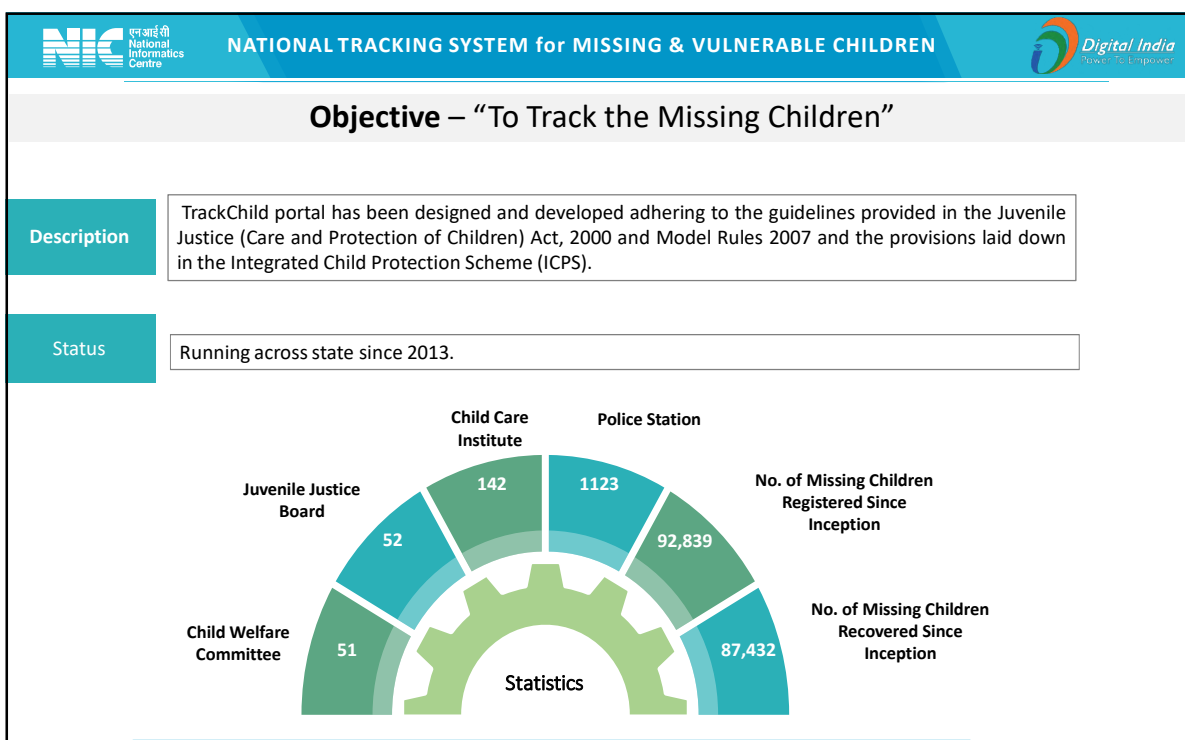 NIC
एनआईसी
National
Informatics
Centre
NATIONAL TRACKING SYSTEM for MISSING & VULNERABLE CHILDREN
Digital India
Power To Empower
Objective – “To Track the Missing Children”
Description
TrackChild portal has been designed and developed adhering to the guidelines provided in the Juvenile
Justice (Care and Protection of Children) Act, 2000 and Model Rules 2007 and the provisions laid down
in the Integrated Child Protection Scheme (ICPS).
Status
Running across state since 2013.
Child Care
Institute
Police Station
Juvenile Justice
Board
No. of Missing Children
Registered Since
Inception
142
1123
52
92,839
Child Welfare
Committee
No. of Missing Children
Recovered Since
Inception
51
87,432
Statistics